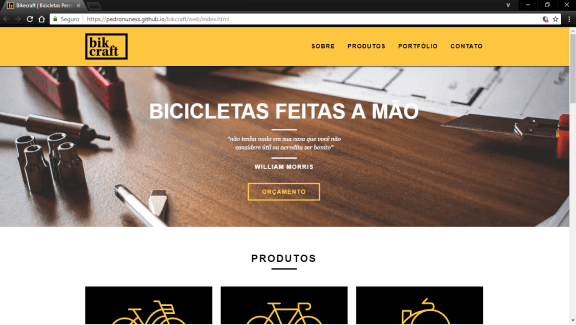 Bikecraft | Bicicletas Pers
Seguro | https://pedronuness.github.io/bikcraft/web/index.html
bik
craft
SOBRE PRODUTOS PORTFÓLIO CONTATO
BICICLETAS FEITAS A MÃO
"não tenha nada em sua casa que você não
considere útil ou acredita ser bonito"
WILLIAM MORRIS
ORÇAMENTO
PRODUTOS